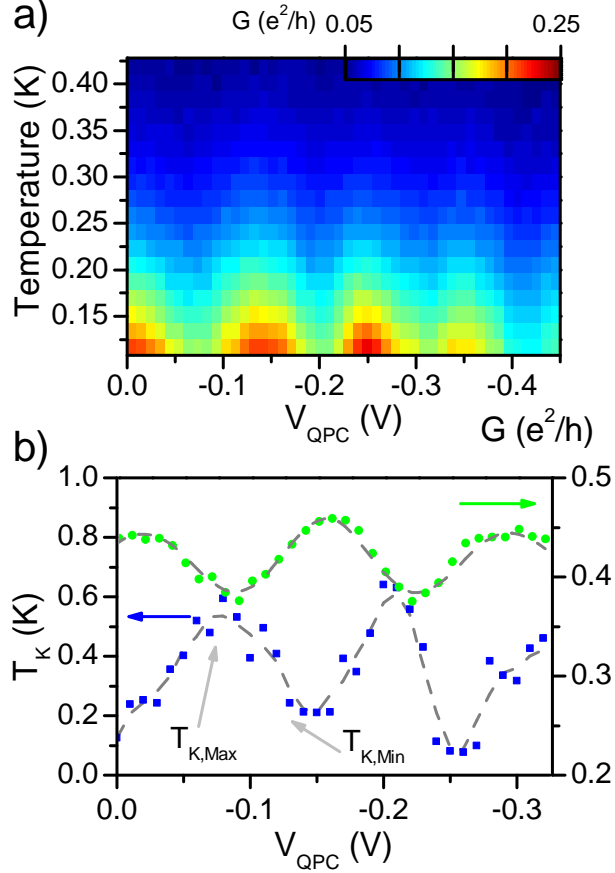 a)
G (e²/h) 0.05 0.25
0.40
0.35
0.30
0.25
0.20
0.15
Temperature (K)
0.0 -0.1 -0.2 -0.3 -0.4
V_QPC (V)
b)
G (e²/h)
1.0 0.5
0.8
0.4
0.6
0.4
0.3
0.2
0.0 0.2
T_K (K)
T_K,Max
T_K,Min
0.0 -0.1 -0.2 -0.3
V_QPC (V)